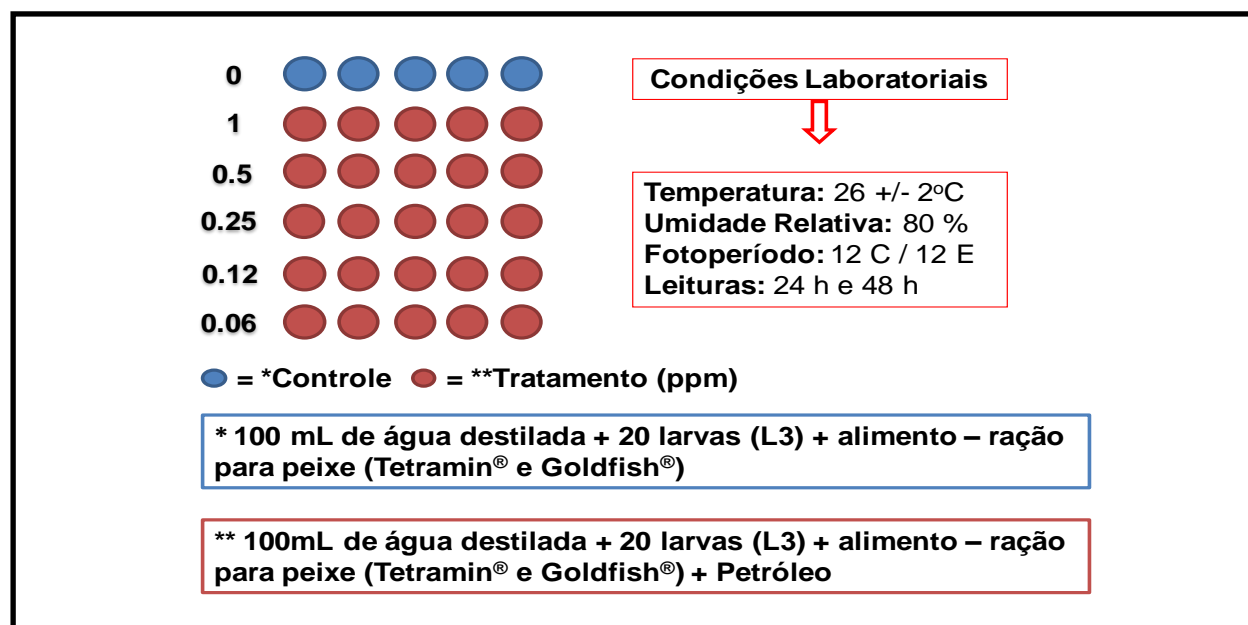 0
1
0.5
0.25
0.12
0.06
Condições Laboratoriais
Temperatura: 26 +/- 2ºC
Umidade Relativa: 80 %
Fotoperíodo: 12 C / 12 E
Leituras: 24 h e 48 h
= *Controle = **Tratamento (ppm)
* 100 mL de água destilada + 20 larvas (L3) + alimento – ração
para peixe (Tetramin® e Goldfish®)
** 100mL de água destilada + 20 larvas (L3) + alimento – ração
para peixe (Tetramin® e Goldfish®) + Petróleo